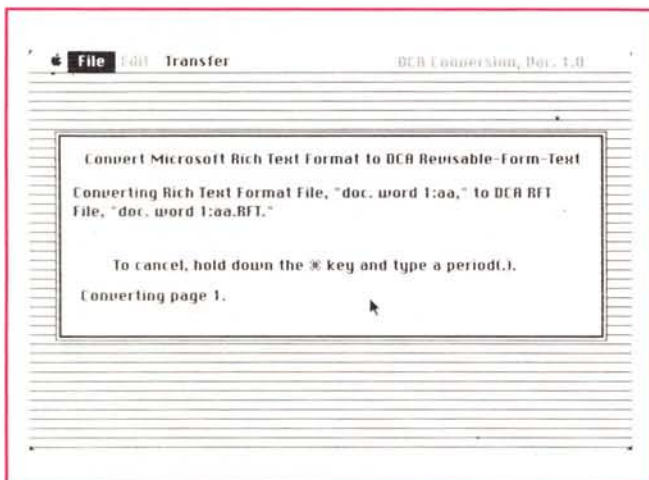 File Edit Transfer DCA Conversion, Ver. 1.0
Convert Microsoft Rich Text Format to DCA Revisable-Form-Text
Converting Rich Text Format File, "doc. word 1:aa," to DCA RFT
File, "doc. word 1:aa.RFT."
To cancel, hold down the ⌘ key and type a period(.).
Converting page 1.